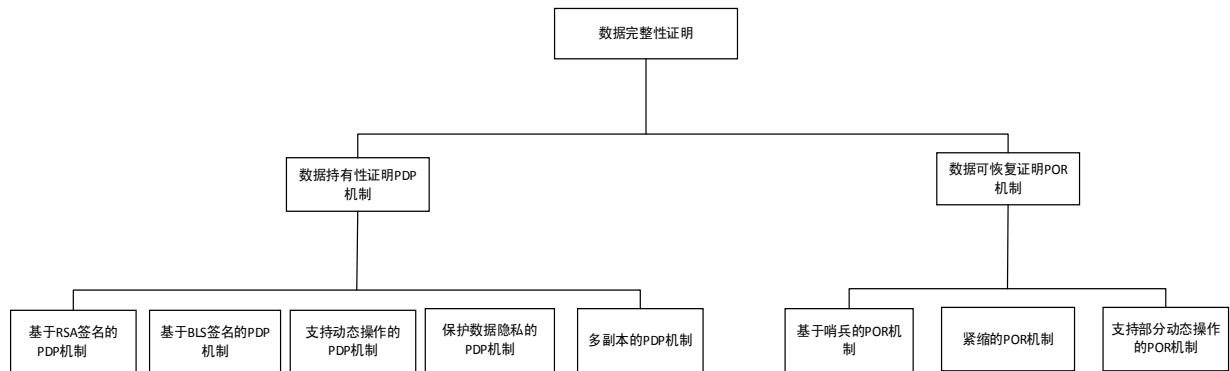 数据完整性证明
数据持有性证明PDP
机制
数据可恢复证明POR
机制
基于RSA签名的
PDP机制
基于BLS签名的PDP
机制
支持动态操作的
PDP机制
保护数据隐私的
PDP机制
多副本的PDP机制
基于哨兵的POR机
制
紧缩的POR机制
支持部分动态操作
的POR机制